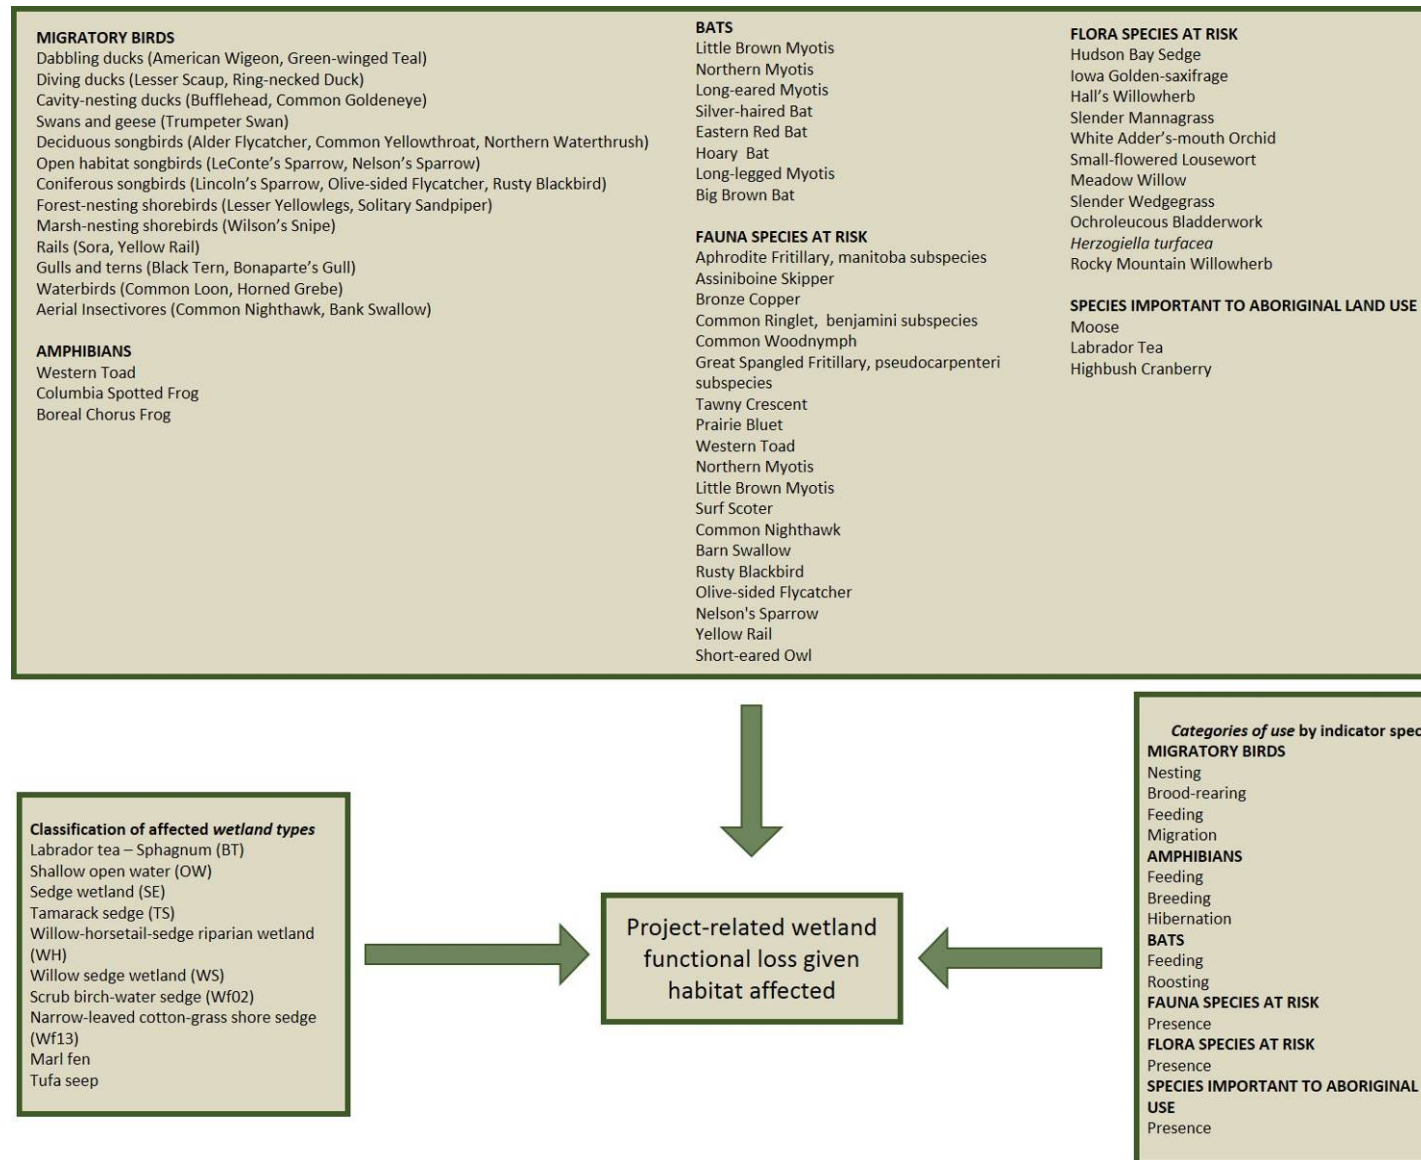 MIGRATORY BIRDS
Dabbling ducks (American Wigeon, Green-winged Teal)
Diving ducks (Lesser Scaup, Ring-necked Duck)
Cavity-nesting ducks (Bufflehead, Common Goldeneye)
Swans and geese (Trumpeter Swan)
Deciduous songbirds (Alder Flycatcher, Common Yellowthroat, Northern Waterthrush)
Open habitat songbirds (LeConte's Sparrow, Nelson's Sparrow)
Coniferous songbirds (Lincoln's Sparrow, Olive-sided Flycatcher, Rusty Blackbird)
Forest-nesting shorebirds (Lesser Yellowlegs, Solitary Sandpiper)
Marsh-nesting shorebirds (Wilson's Snipe)
Rails (Sora, Yellow Rail)
Gulls and terns (Black Tern, Bonaparte's Gull)
Waterbirds (Common Loon, Horned Grebe)
Aerial Insectivores (Common Nighthawk, Bank Swallow)
AMPHIBIANS
Western Toad
Columbia Spotted Frog
Boreal Chorus Frog
BATS
Little Brown Myotis
Northern Myotis
Long-eared Myotis
Silver-haired Bat
Eastern Red Bat
Hoary Bat
Long-legged Myotis
Big Brown Bat
FAUNA SPECIES AT RISK
Aphrodite Fritillary, manitoba subspecies
Assiniboine Skipper
Bronze Copper
Common Ringlet, benjamini subspecies
Common Woodnymph
Great Spangled Fritillary, pseudocarpenteri
subspecies
Tawny Crescent
Prairie Bluet
Western Toad
Northern Myotis
Little Brown Myotis
Surf Scoter
Common Nighthawk
Barn Swallow
Rusty Blackbird
Olive-sided Flycatcher
Nelson's Sparrow
Yellow Rail
Short-eared Owl
FLORA SPECIES AT RISK
Hudson Bay Sedge
Iowa Golden-saxifrage
Hall's Willowherb
Slender Mannagrass
White Adder's-mouth Orchid
Small-flowered Lousewort
Meadow Willow
Slender Wedgegrass
Ochroleucous Bladderwork
Herzogiella turfacea
Rocky Mountain Willowherb
SPECIES IMPORTANT TO ABORIGINAL LAND USE
Moose
Labrador Tea
Highbush Cranberry
Classification of affected wetland types
Labrador tea – Sphagnum (BT)
Shallow open water (OW)
Sedge wetland (SE)
Tamarack sedge (TS)
Willow-horsetail-sedge riparian wetland
(WH)
Willow sedge wetland (WS)
Scrub birch-water sedge (Wf02)
Narrow-leaved cotton-grass shore sedge
(Wf13)
Marl fen
Tufa seep
Project-related wetland
functional loss given
habitat affected
Categories of use by indicator spec
MIGRATORY BIRDS
Nesting
Brood-rearing
Feeding
Migration
AMPHIBIANS
Feeding
Breeding
Hibernation
BATS
Feeding
Roosting
FAUNA SPECIES AT RISK
Presence
FLORA SPECIES AT RISK
Presence
SPECIES IMPORTANT TO ABORIGINAL
USE
Presence